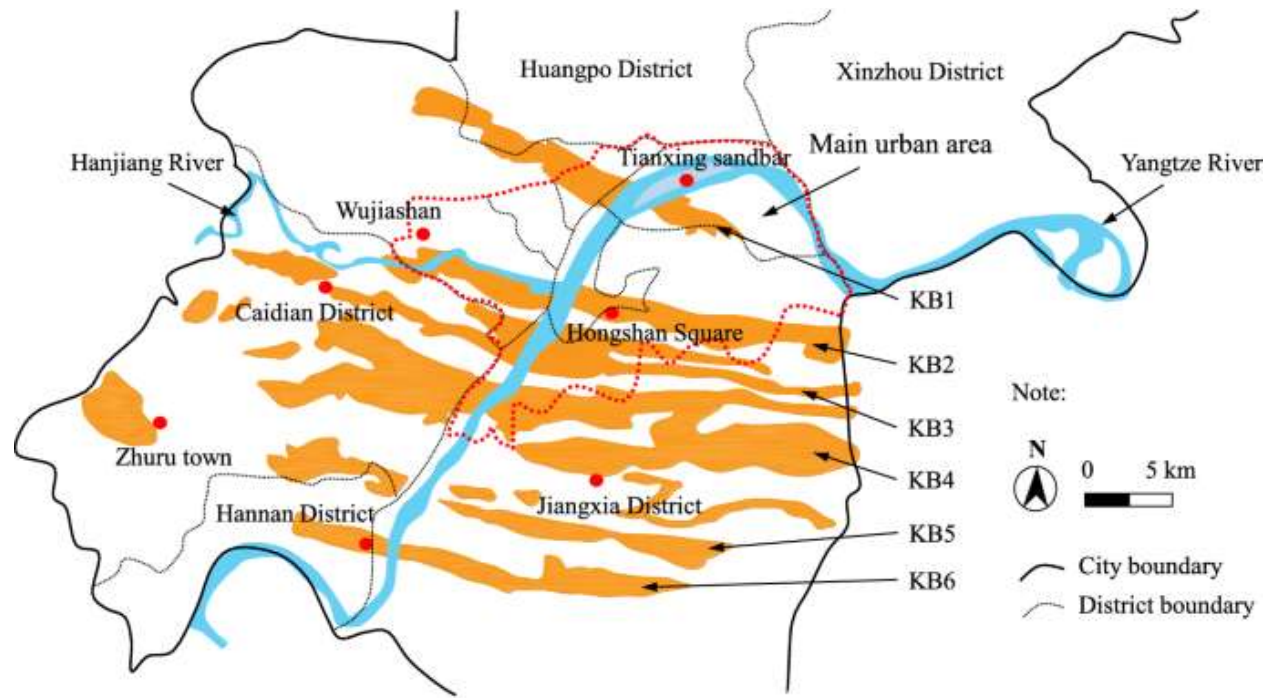 Huangpo District
Xinzhou District
Hanjiang River
Tianxing sandbar
Main urban area
Yangtze River
Wujiashan
KB1
Caidian District
Hongshan Square
KB2
Note:
KB3
Zhuru town
N
0 5 km
KB4
Jiangxia District
Hannan District
KB5
City boundary
KB6
District boundary